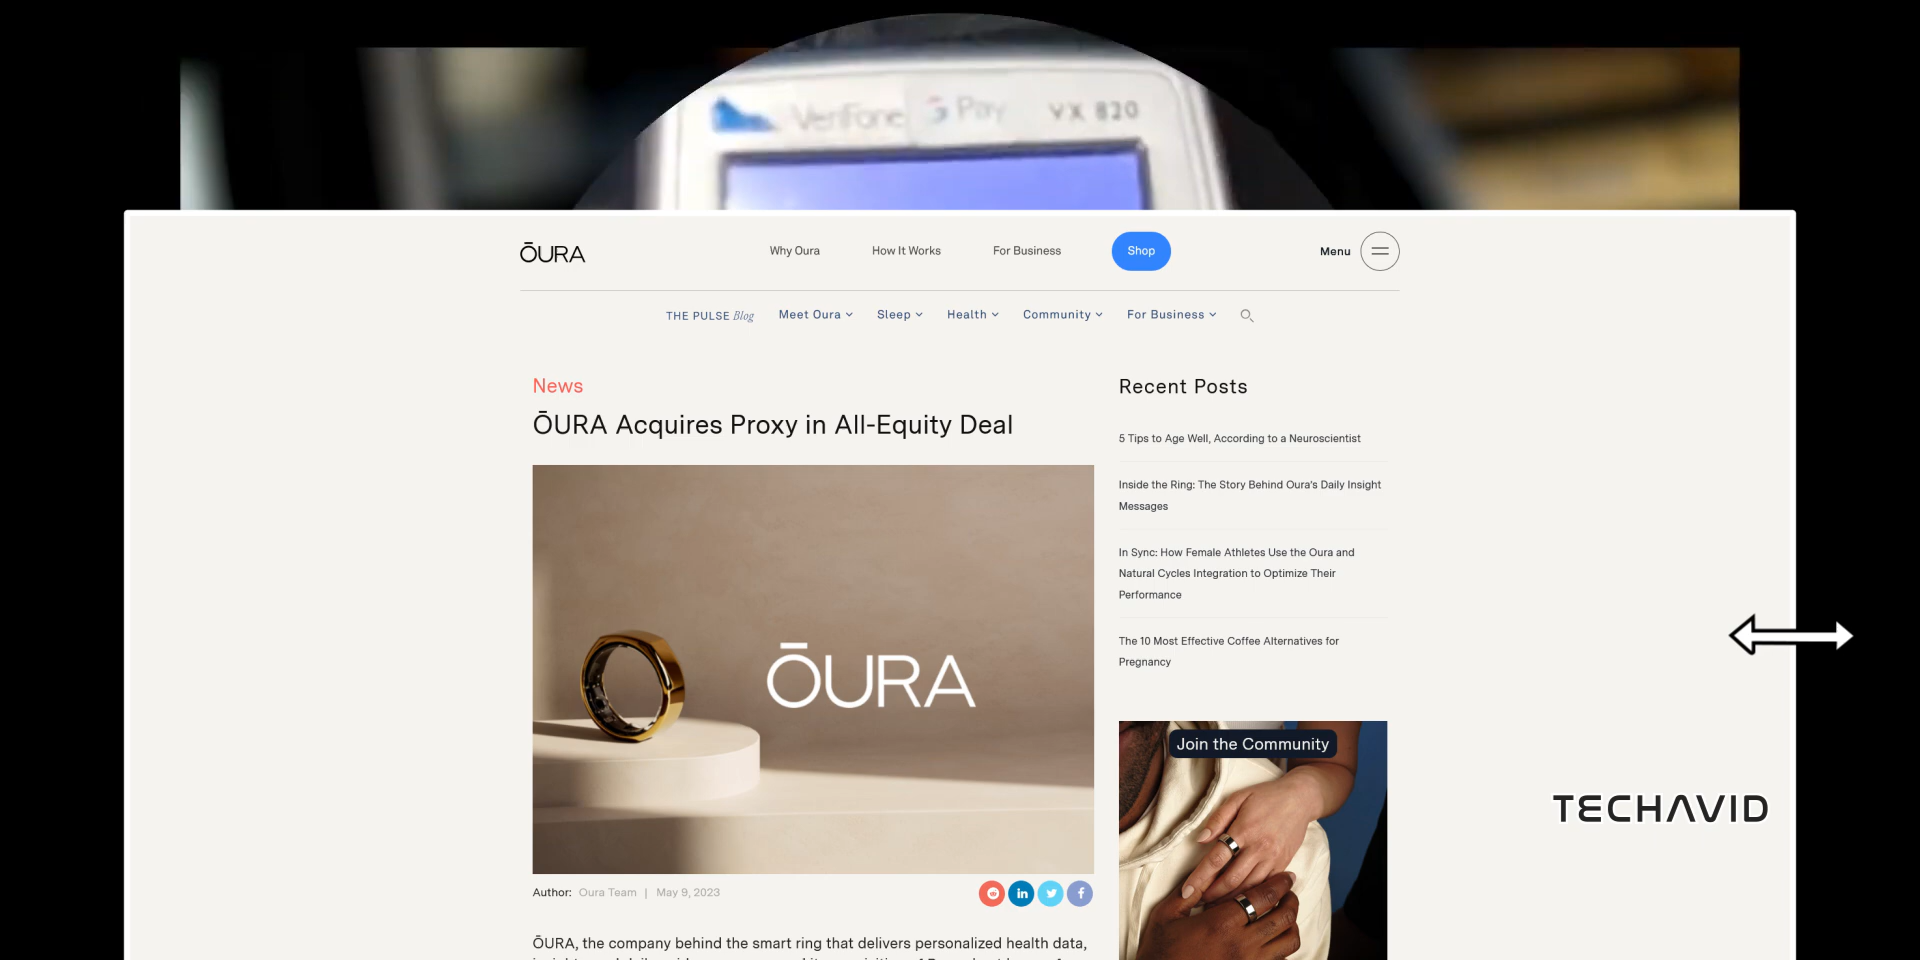 VeriFone G Pay VX 820
ŌURA
Why Oura
How It Works
For Business
Shop
Menu
THE PULSE Blog
Meet Oura
Sleep
Health
Community
For Business
News
ŌURA Acquires Proxy in All-Equity Deal
ŌURA
Author: Oura Team | May 9, 2023
ŌURA, the company behind the smart ring that delivers personalized health data,
Recent Posts
5 Tips to Age Well, According to a Neuroscientist
Inside the Ring: The Story Behind Oura's Daily Insight
Messages
In Sync: How Female Athletes Use the Oura and
Natural Cycles Integration to Optimize Their
Performance
The 10 Most Effective Coffee Alternatives for
Pregnancy
Join the Community
TECHAVID